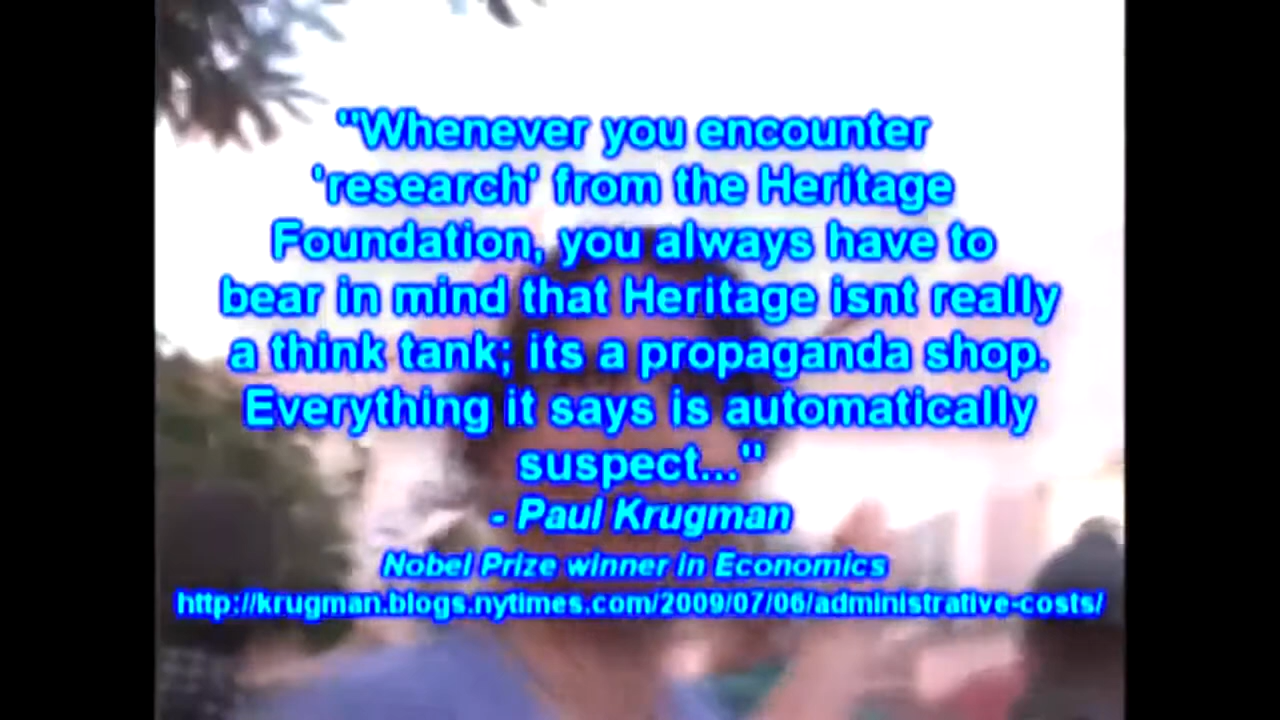 "Whenever you encounter
'research' from the Heritage
Foundation, you always have to
bear in mind that Heritage isnt really
a think tank; its a propaganda shop.
Everything it says is automatically
suspect..."
- Paul Krugman
Nobel Prize winner in Economics
http://krugman.blogs.nytimes.com/2009/07/06/administrative-costs/